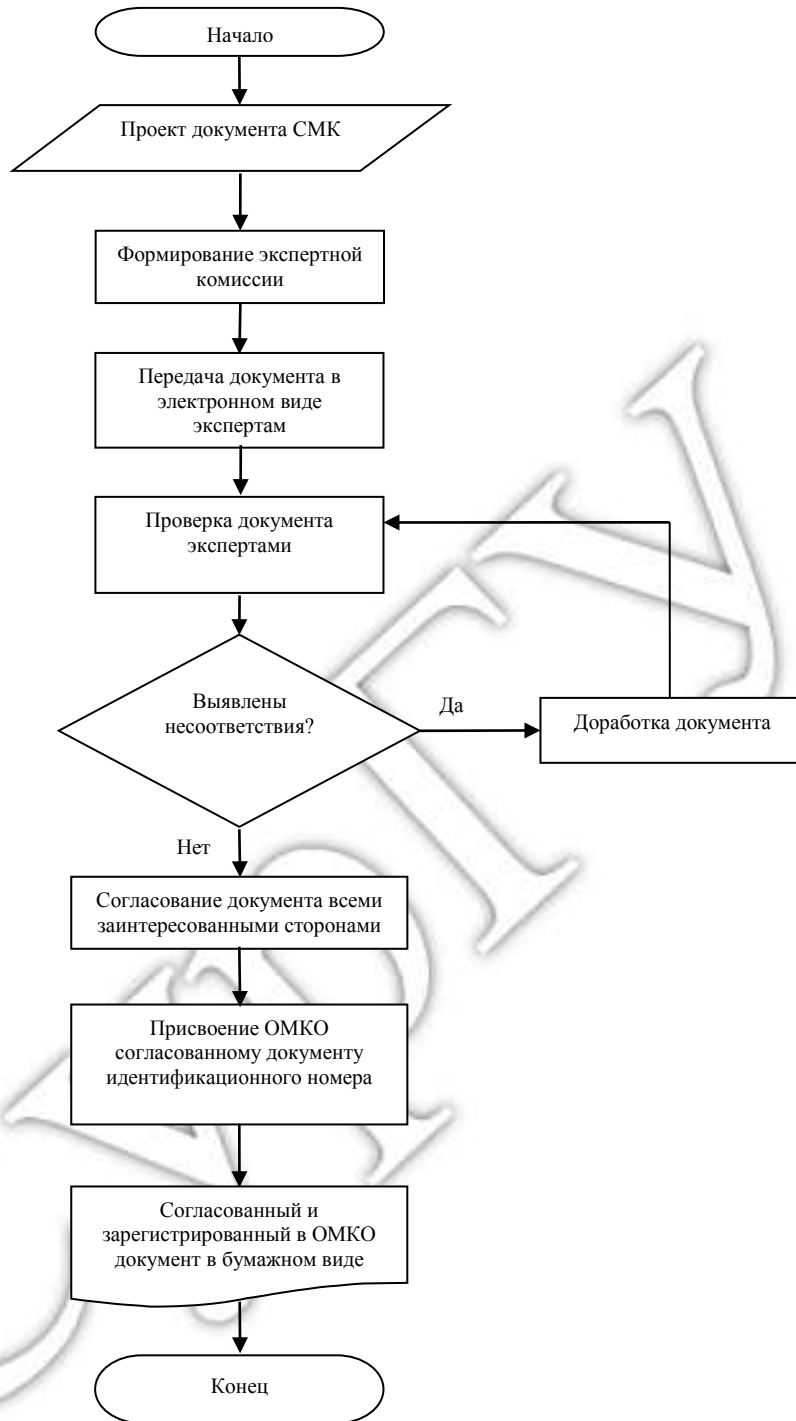 Начало
Проект документа СМК
Формирование экспертной
комиссии
Передача документа в
электронном виде
экспертам
Проверка документа
экспертами
Выявлены
несоответствия?
Да
Доработка документа
Нет
Согласование документа всеми
заинтересованными сторонами
Присвоение ОМКО
согласованному документу
идентификационного номера
Согласованный и
зарегистрированный в ОМКО
документ в бумажном виде
Конец